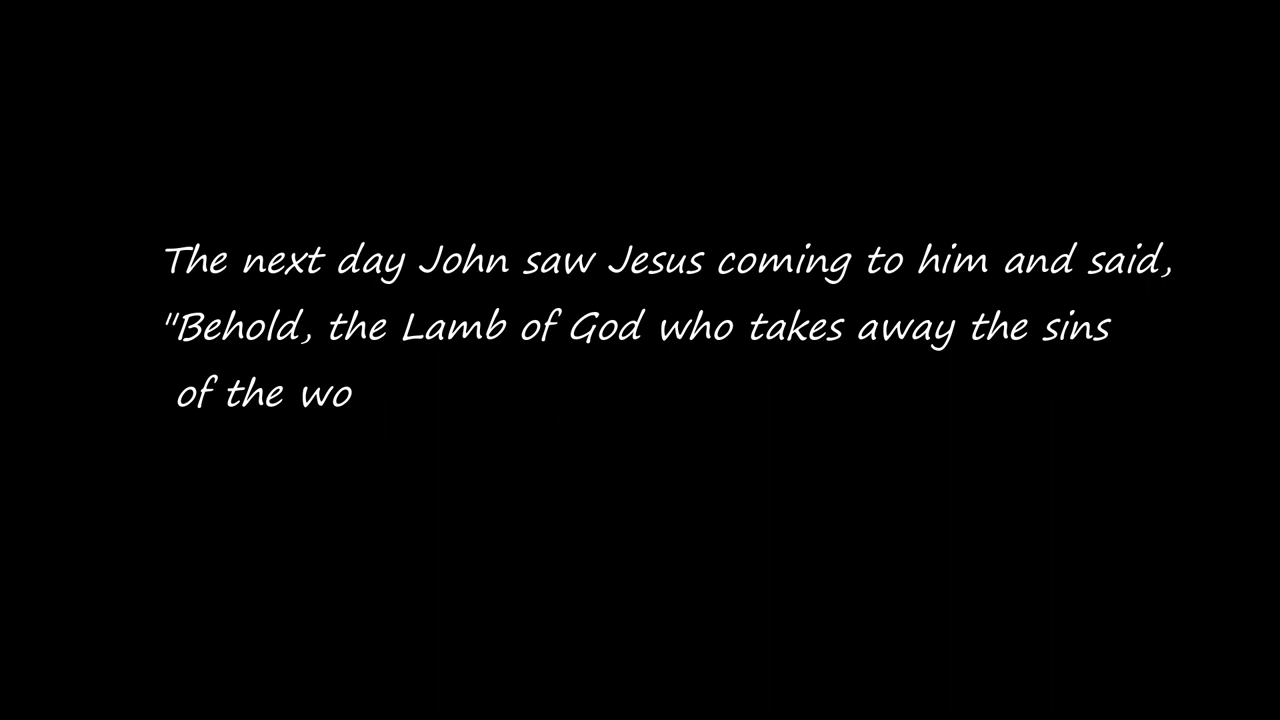 The next day John saw Jesus coming to him and said,
"Behold, the Lamb of God who takes away the sins
of the wo